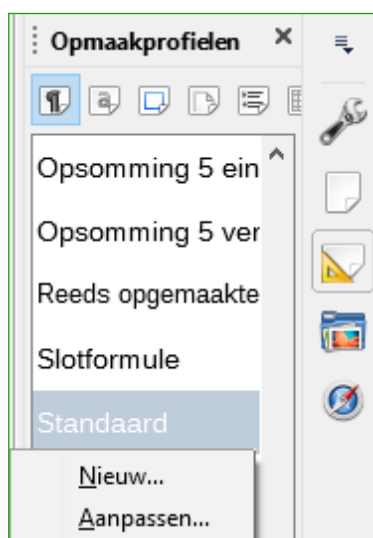 Opmaakprofielen
Opsomming 5 ein
Opsomming 5 ver
Reeds opgemaakte
Slotformule
Standaard
Nieuw...
Aanpassen...